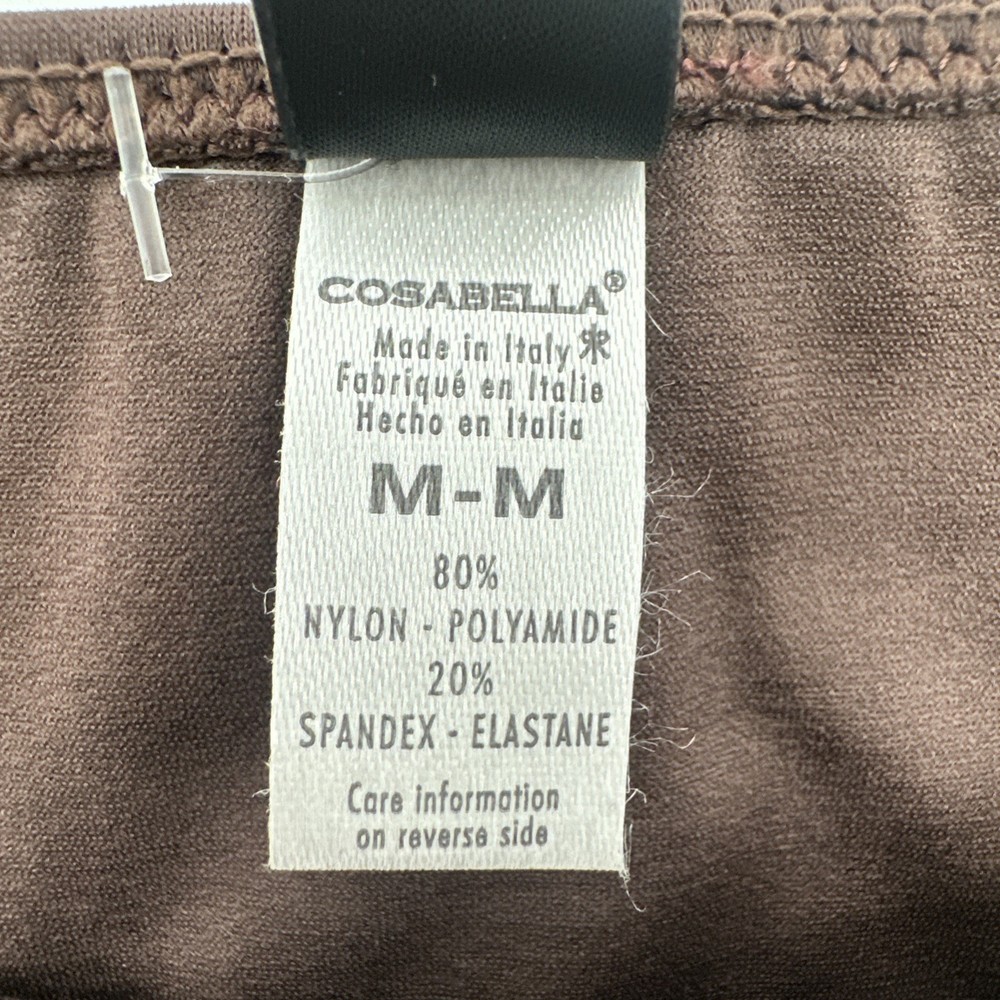 COSABELLA®
Made in Italy
Fabriqué en Italie
Hecho en Italia
M-M
80%
NYLON - POLYAMIDE
20%
SPANDEX - ELASTANE
Care information
on reverse side